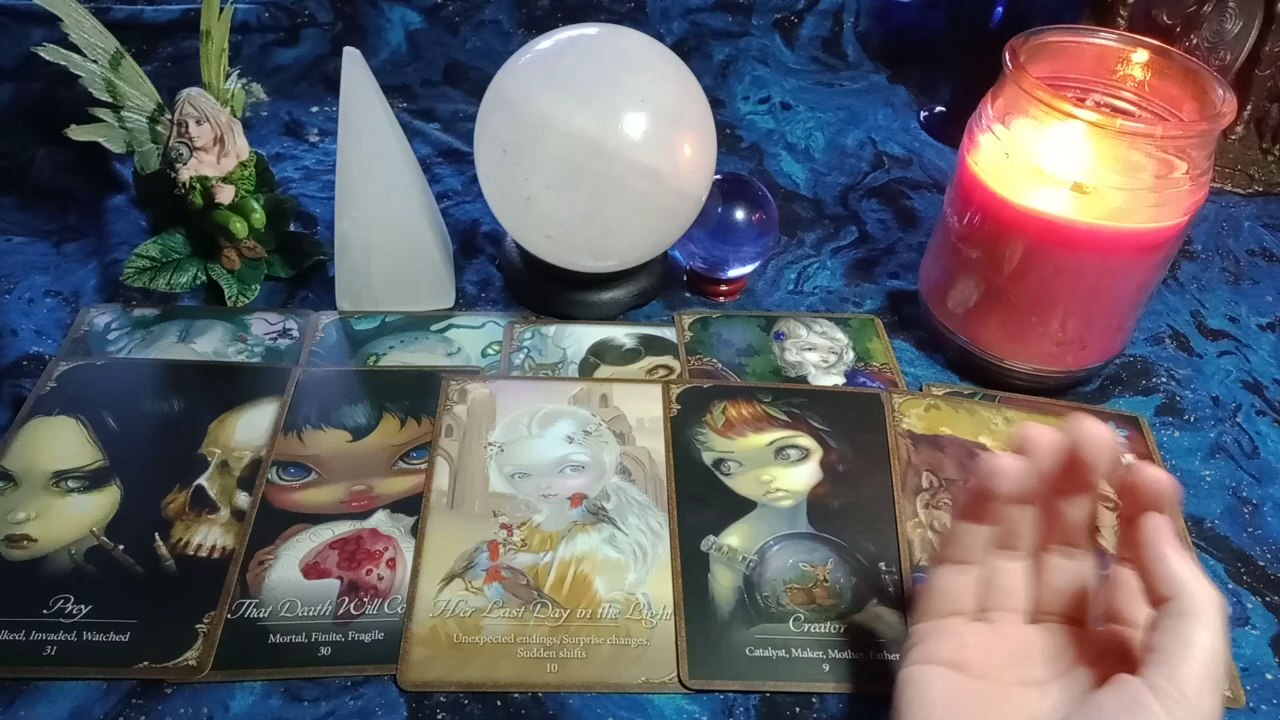 Prey
lked, Invaded, Watched
31
That Death Will Co
Mortal, Finite, Fragile
30
Her Last Day in the Light
Unexpected endings, Surprise changes,
Sudden shifts
10
Creator
Catalyst, Maker, Mother, Father
9